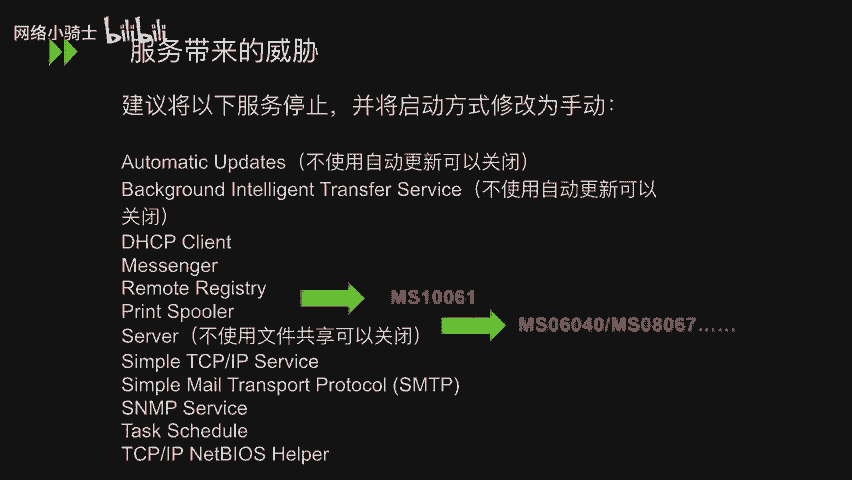 网络小骑士 bilibili
服务带来的威胁
建议将以下服务停止，并将启动方式修改为手动：
Automatic Updates（不使用自动更新可以关闭）
Background Intelligent Transfer Service（不使用自动更新可以
关闭）
DHCP Client
Messenger
Remote Registry
MS10061
Print Spooler
MS06040/MS08067……
Server（不使用文件共享可以关闭）
Simple TCP/IP Service
Simple Mail Transport Protocol (SMTP)
SNMP Service
Task Schedule
TCP/IP NetBIOS Helper